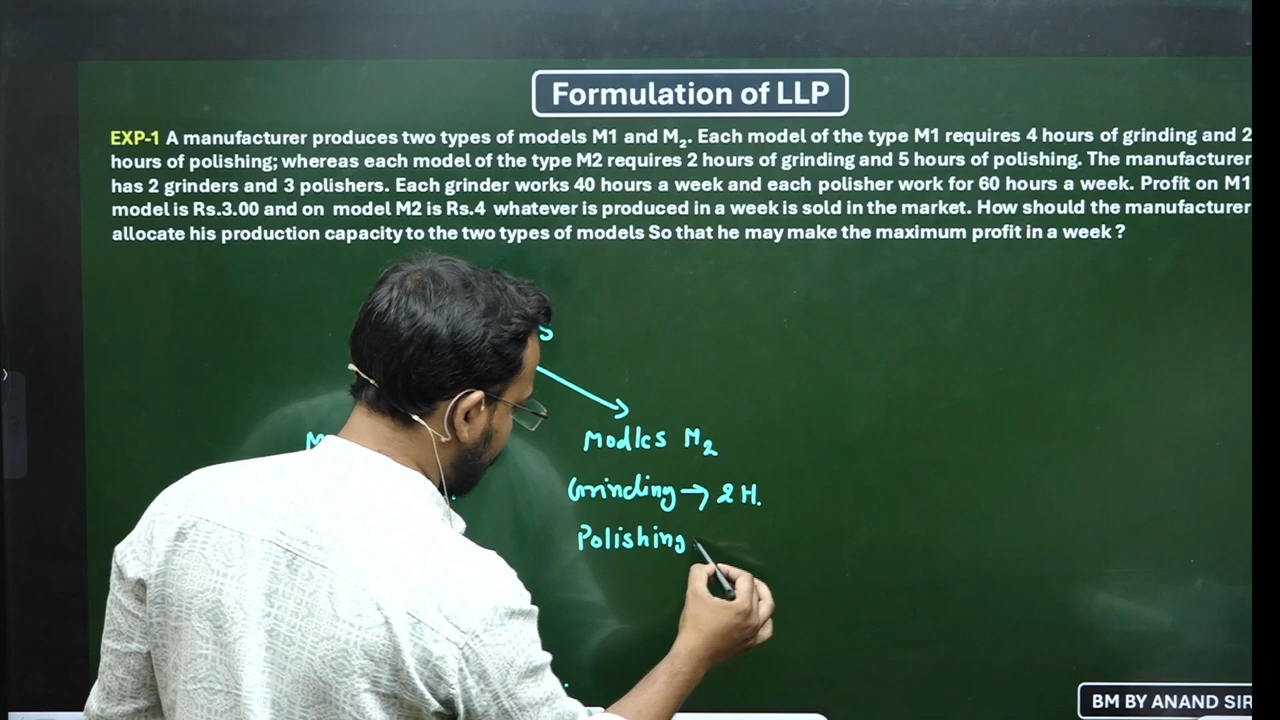 Formulation of LLP
EXP-1 A manufacturer produces two types of models M1 and M₂. Each model of the type M1 requires 4 hours of grinding and 2
hours of polishing; whereas each model of the type M2 requires 2 hours of grinding and 5 hours of polishing. The manufacturer
has 2 grinders and 3 polishers. Each grinder works 40 hours a week and each polisher work for 60 hours a week. Profit on M1
model is Rs.3.00 and on model M2 is Rs.4 whatever is produced in a week is sold in the market. How should the manufacturer
allocate his production capacity to the two types of models So that he may make the maximum profit in a week ?
s
M
Modles M₂
Grinding → 2 H.
Polishing
BM BY ANAND SIR